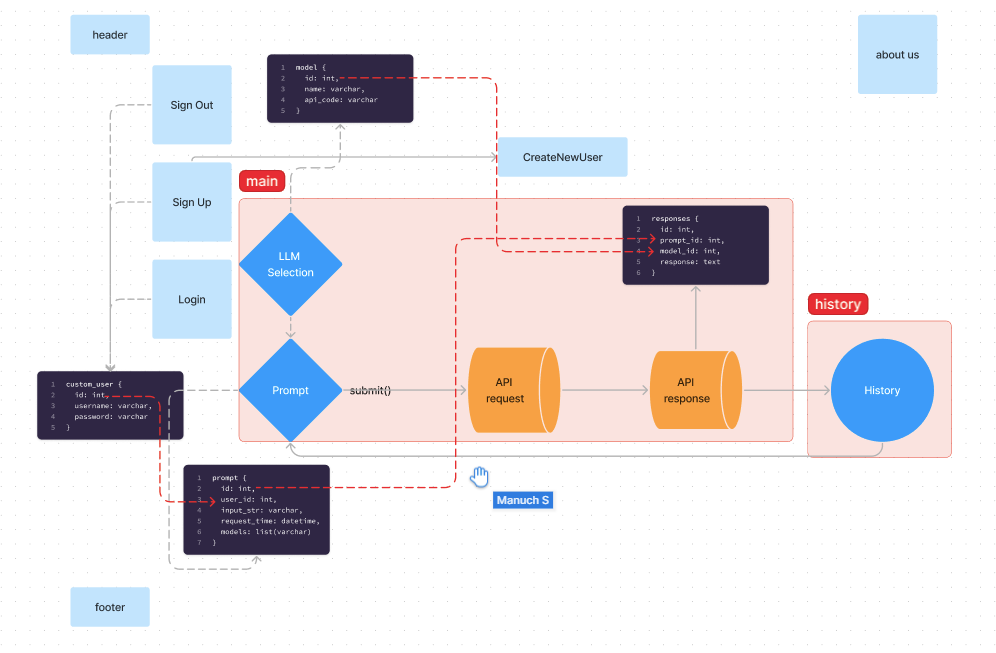 header
about us
Sign Out
1 model {
2 id: int,
3 name: varchar,
4 api_code: varchar
5 }
CreateNewUser
Sign Up
main
LLM
Selection
1 responses {
2 id: int,
3 prompt_id: int,
4 model_id: int,
5 response: text
6 }
Login
history
1 custom_user {
2 id: int,
3 username: varchar,
4 password: varchar
5 }
Prompt
submit()
API
request
API
response
History
1 prompt {
2 id: int,
3 user_id: int,
4 input_str: varchar,
5 request_time: datetime,
6 models: list(varchar)
7 }
Manuch S
footer